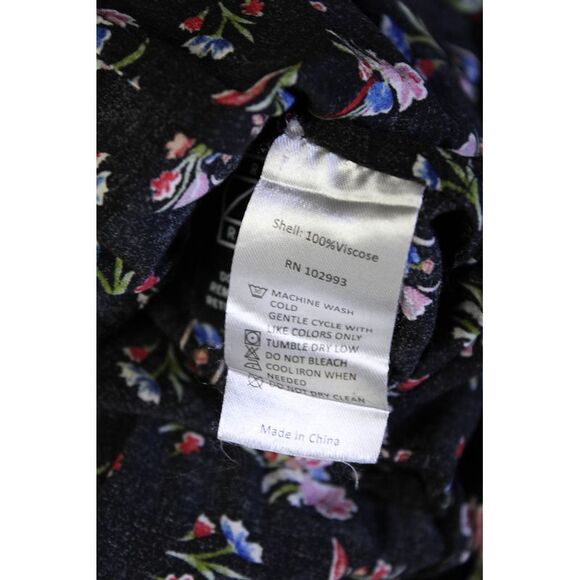 Shell: 100%Viscose
RN 102993
MACHINE WASH
COLD
GENTLE CYCLE WITH
LIKE COLORS ONLY
TUMBLE DRY LOW
DO NOT BLEACH
COOL IRON WHEN
NEEDED
DO NOT DRY CLEAN
Made in China